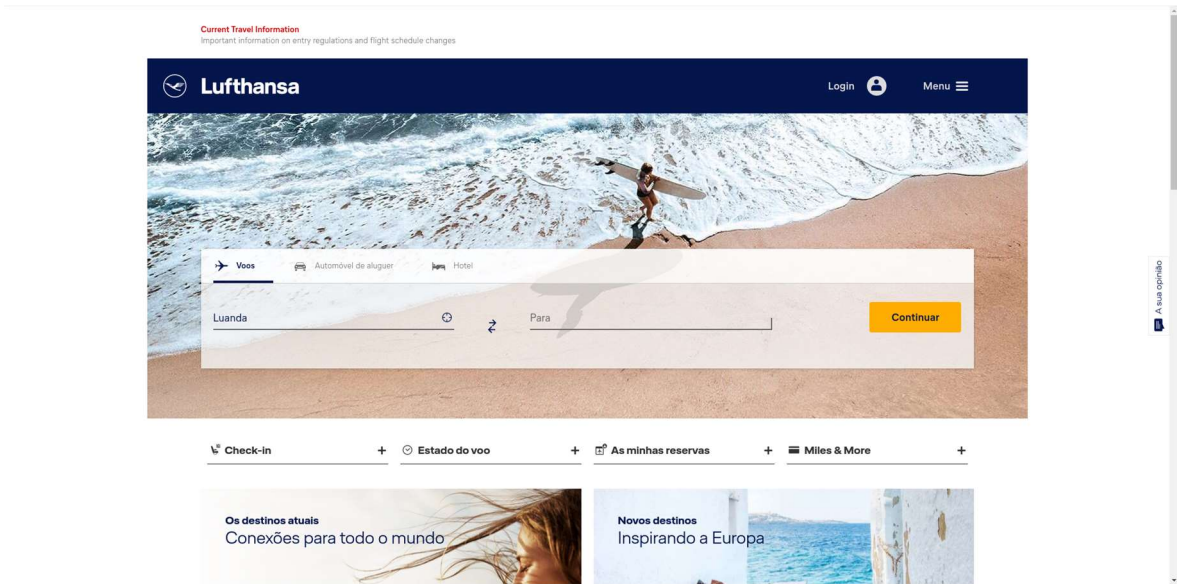 Current Travel Information
Important information on entry regulations and flight schedule changes
Lufthansa
Login
Menu
Voos
Automóvel de aluguer
Hotel
Luanda
Para
Continuar
A sua opinião
Check-in +
Estado do voo +
As minhas reservas +
Miles & More +
Os destinos atuais
Conexões para todo o mundo
Novos destinos
Inspirando a Europa